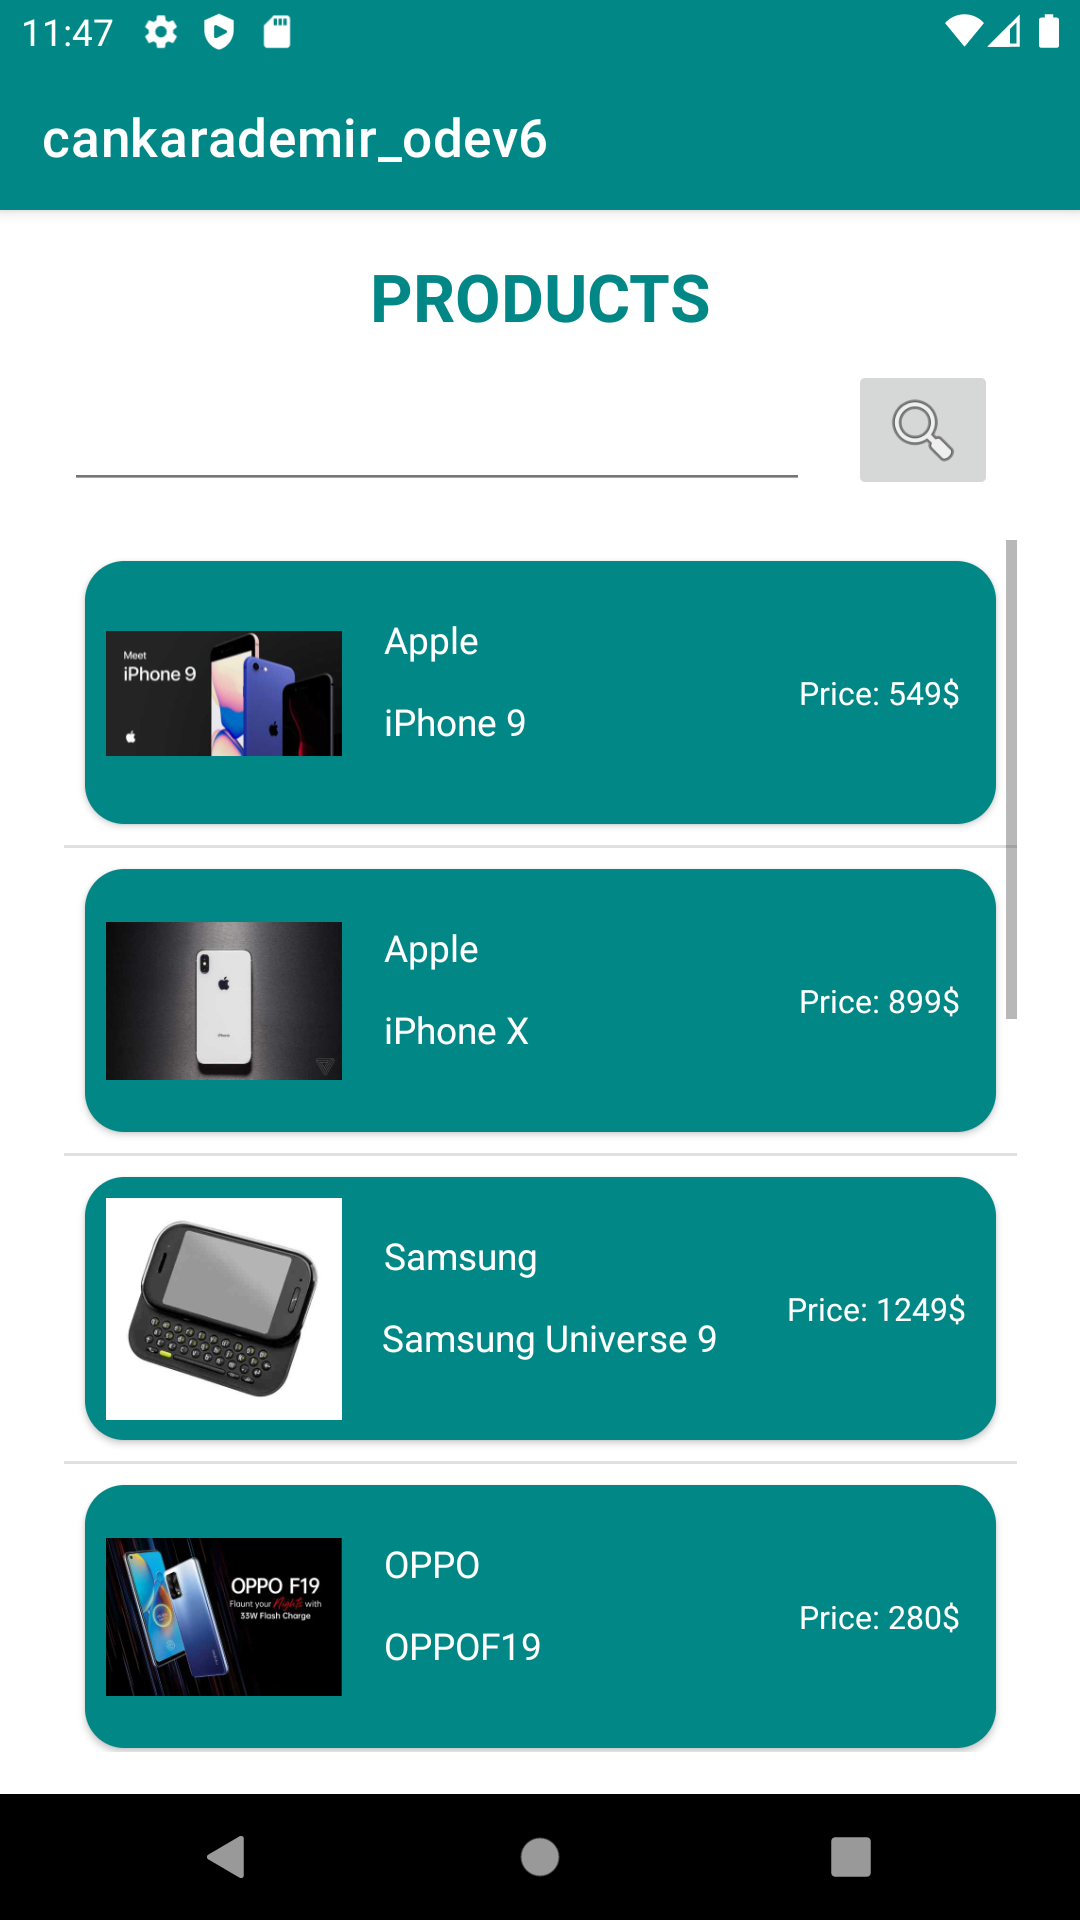 11:47
cankarademir_odev6
PRODUCTS
Meet
iPhone 9
Apple
iPhone 9
Price: 549$
Apple
iPhone X
Price: 899$
Samsung
Samsung Universe 9
Price: 1249$
OPPO F19
Flaunt your Nights with
33W Flash Charge
OPPO
OPPOF19
Price: 280$